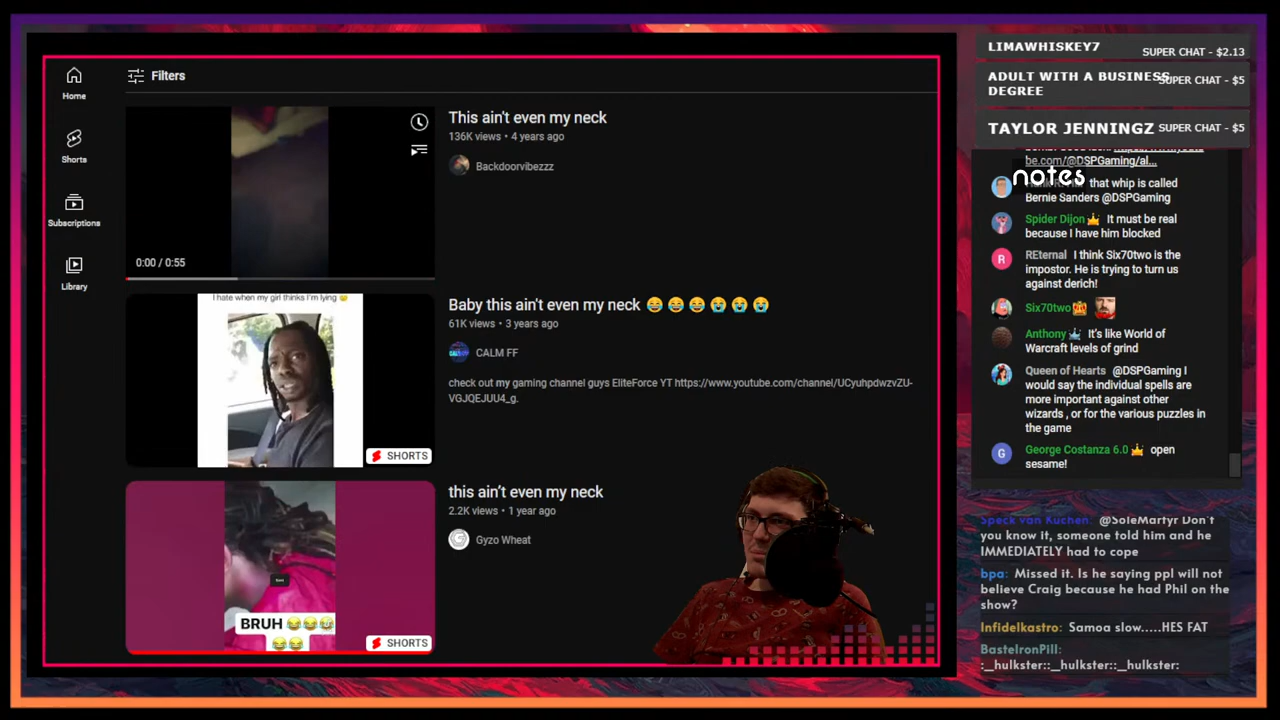 Filters
Home
Shorts
Subscriptions
Library
0:00 / 0:55
This ain't even my neck
136K views • 4 years ago
Backdoorvibezzz
I hate when my girl thinks I'm lying
SHORTS
Baby this ain't even my neck 😂 😂 😂 😭 😭 😭
61K views • 3 years ago
CALM FF
check out my gaming channel guys EliteForce YT https://www.youtube.com/channel/UCyuhpdwzvZU-
VGJQEJUU4_g.
BRUH 😂😂😂
😂😂
SHORTS
this ain't even my neck
2.2K views • 1 year ago
Gyzo Wheat
LIMAWHISKEY7 SUPER CHAT - $2.13
ADULT WITH A BUSINESS SUPER CHAT - $5
DEGREE
TAYLOR JENNINGZ SUPER CHAT - $5
be.com/@DSPGaming/al...
notes
that whip is called
Bernie Sanders @DSPGaming
Spider Dijon It must be real
because I have him blocked
REternal I think Six70two is the
impostor. He is trying to turn us
against derich!
Six70two
Anthony It's like World of
Warcraft levels of grind
Queen of Hearts @DSPGaming I
would say the individual spells are
more important against other
wizards , or for the various puzzles in
the game
George Costanza 6.0 open
sesame!
Speck van Kuchen: @SoleMartyr Don't
you know it, someone told him and he
IMMEDIATELY had to cope
bpa: Missed it. Is he saying ppl will not
believe Craig because he had Phil on the
show?
Infidelkastro: Samoa slow.....HES FAT
BasteIronPill:
:_hulkster::_hulkster::_hulkster: